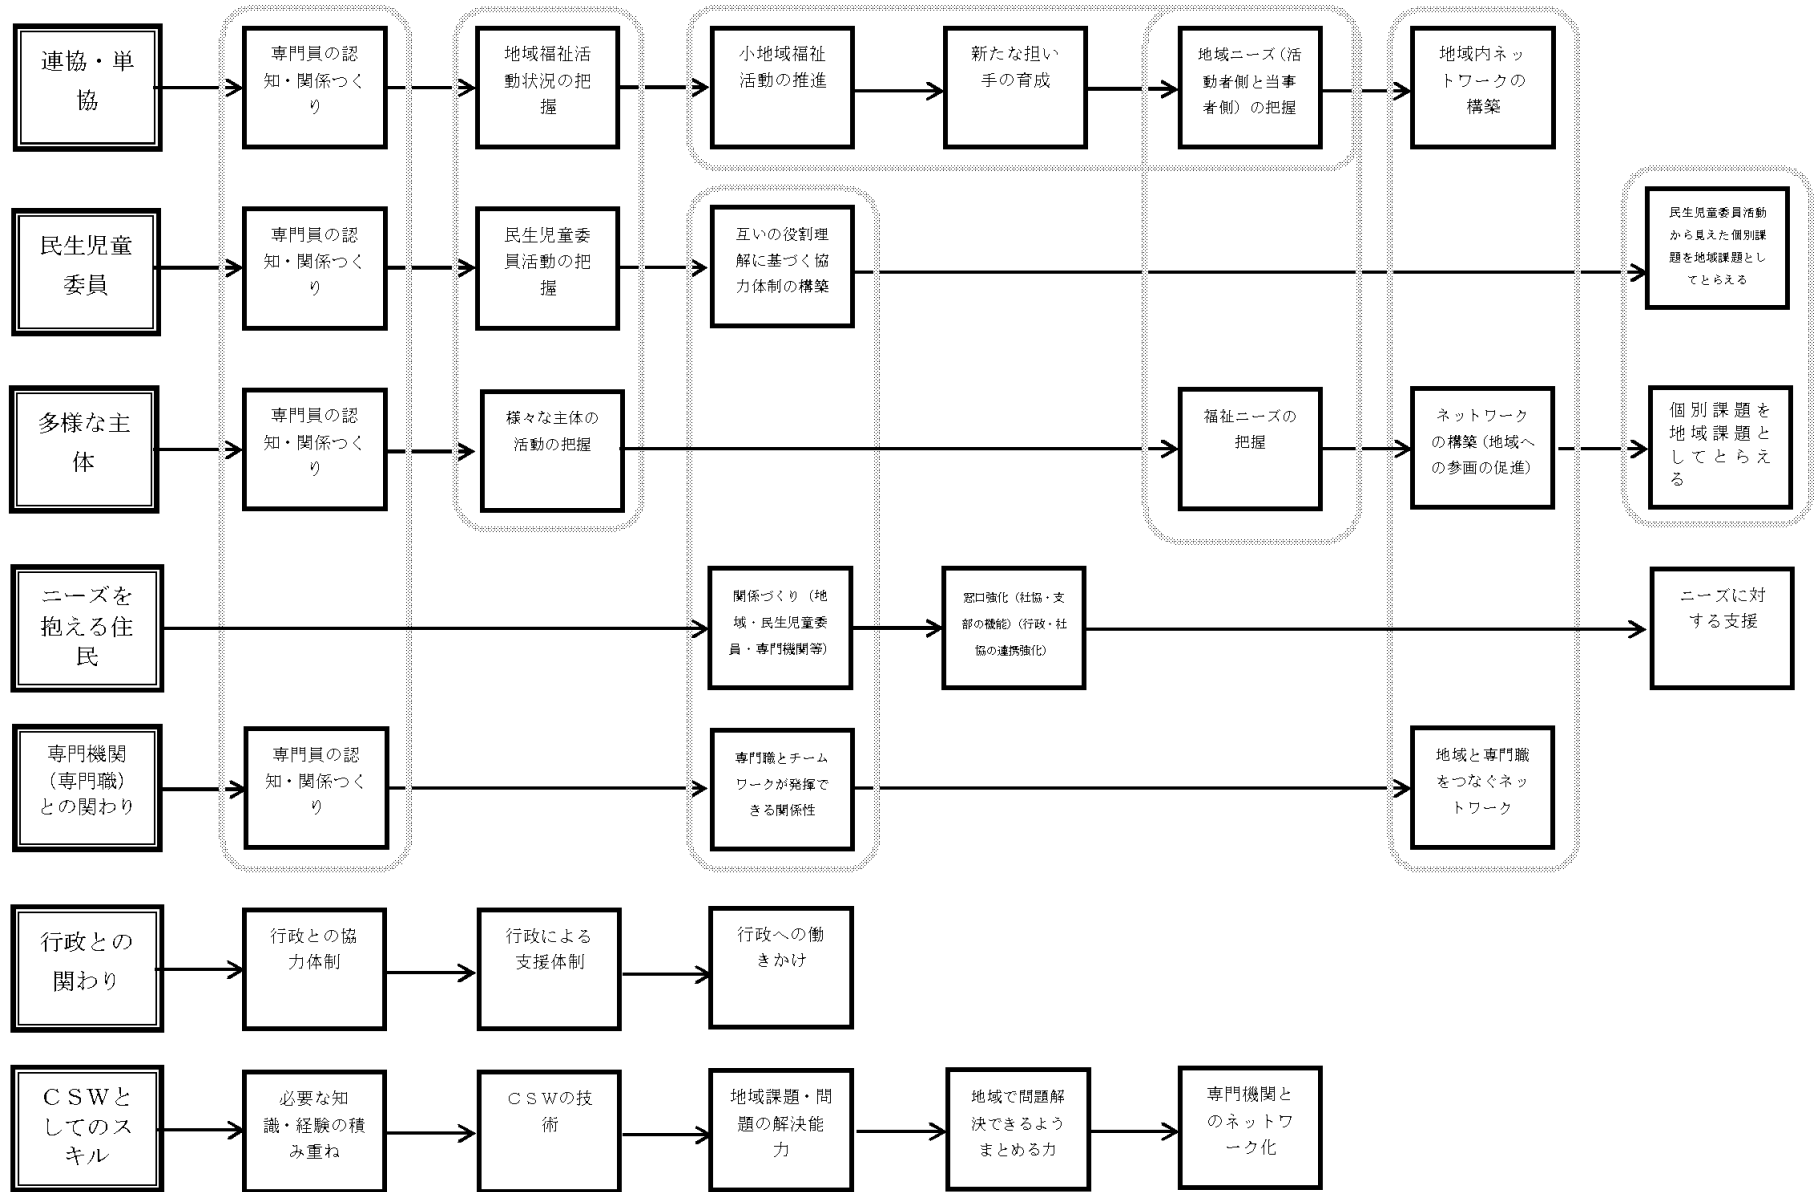 連協・単
協
専門員の認
知・関係つく
り
地域福祉活
動状況の把
握
小地域福祉
活動の推進
新たな担い
手の育成
地域ニーズ（活
動者側と当事
者側）の把握
地域内ネッ
トワークの
構築
民生児童
委員
専門員の認
知・関係つく
り
民生児童委
員活動の把
握
互いの役割理
解に基づく協
力体制の構築
民生児童委員活動
から見えた個別課
題を地域課題とし
てとらえる
多様な主
体
専門員の認
知・関係つく
り
様々な主体の
活動の把握
福祉ニーズの
把握
ネットワーク
の構築（地域へ
の参画の促進）
個別課題を
地域課題と
してとらえ
る
ニーズを
抱える住
民
関係づくり（地
域・民生児童委
員・専門機関等）
窓口強化（社協・支
部の機能）（行政・社
協の連携強化）
ニーズに対
する支援
専門機関
（専門職）
との関わり
専門員の認
知・関係つく
り
専門職とチーム
ワークが発揮で
きる関係性
地域と専門職
をつなぐネッ
トワーク
行政との
関わり
行政との協
力体制
行政による
支援体制
行政への働
きかけ
ＣＳＷと
してのス
キル
必要な知
識・経験の積
み重ね
ＣＳＷの技
術
地域課題・問
題の解決能
力
地域で問題解
決できるよう
まとめる力
専門機関と
のネットワ
ーク化